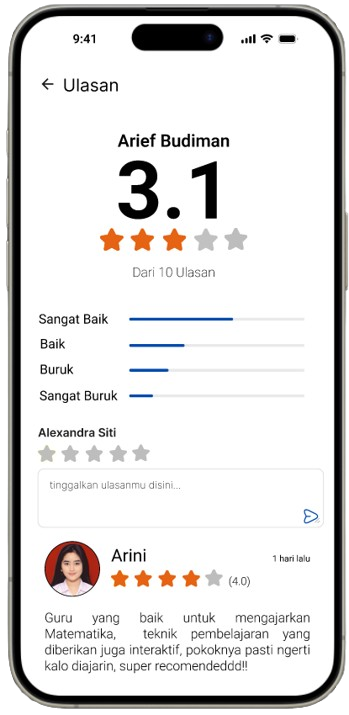 9:41
Ulasan
Arief Budiman
3.1
Dari 10 Ulasan
Sangat Baik
Baik
Buruk
Sangat Buruk
Alexandra Siti
tinggalkan ulasanmu disini...
Arini
1 hari lalu
(4.0)
Guru yang baik untuk mengajarkan
Matematika, teknik pembelajaran yang
diberikan juga interaktif, pokoknya pasti ngerti
kalo diajarin, super recomendeddd!!